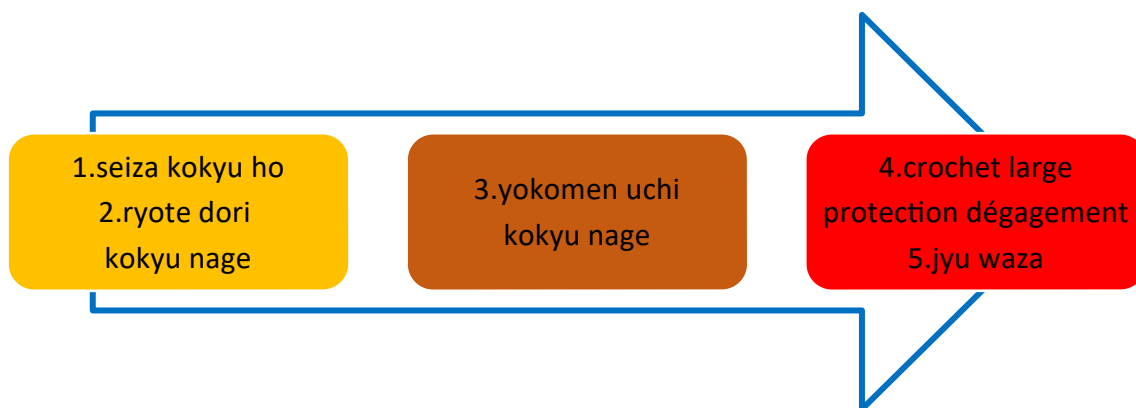 1.seiza kokyu ho
2.ryote dori
kokyu nage
3.yokomen uchi
kokyu nage
4.crochet large
protection dégagement
5.jyu waza